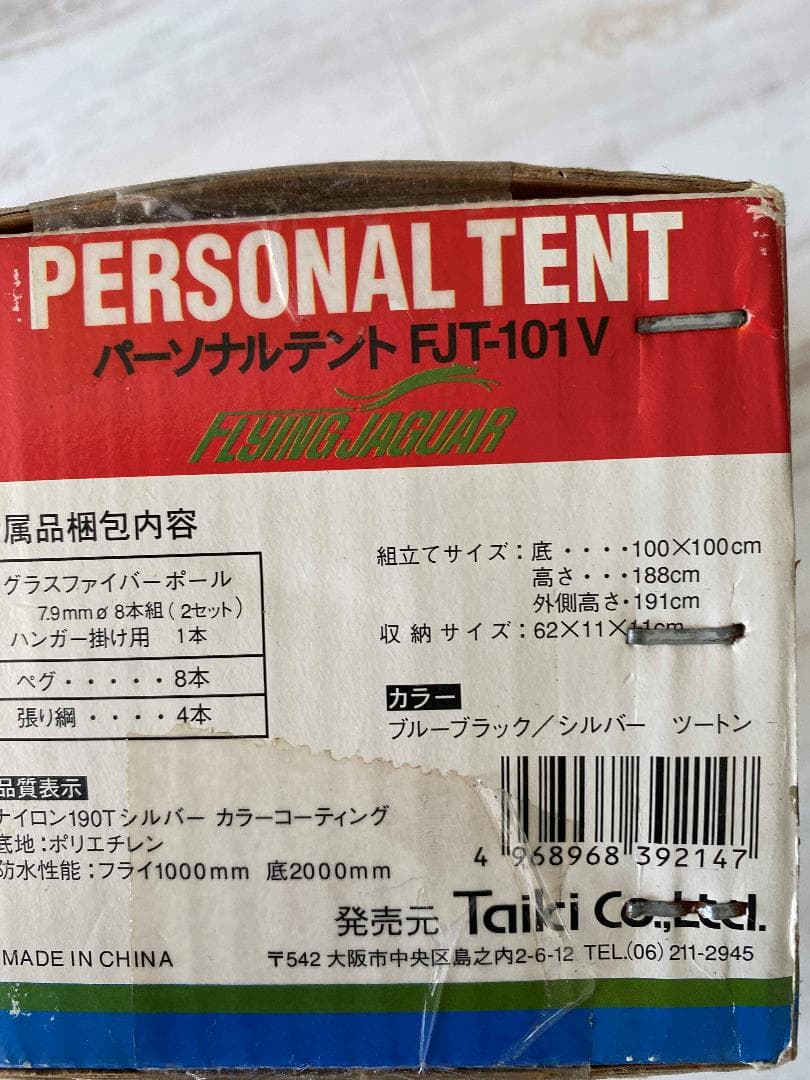 PERSONAL TENT
パーソナルテント FJT-101V
FLYING JAGUAR
属品梱包内容
グラスファイバーポール
7.9mmø 8本組(2セット)
ハンガー掛け用 1本
ペグ・・・・・8本
張り綱・・・・4本
組立てサイズ：底・・・・100×100cm
高さ・・・188cm
外側高さ・191cm
収納サイズ：62×11×11cm
カラー
ブルーブラック／シルバー ツートン
品質表示
ナイロン190Tシルバー カラーコーティング
底地：ポリエチレン
防水性能：フライ1000mm 底2000mm
4 968968 392147
発売元 Taiki Co.,Ltd.
MADE IN CHINA
〒542 大阪市中央区島之内2-6-12 TEL.(06)211-2945